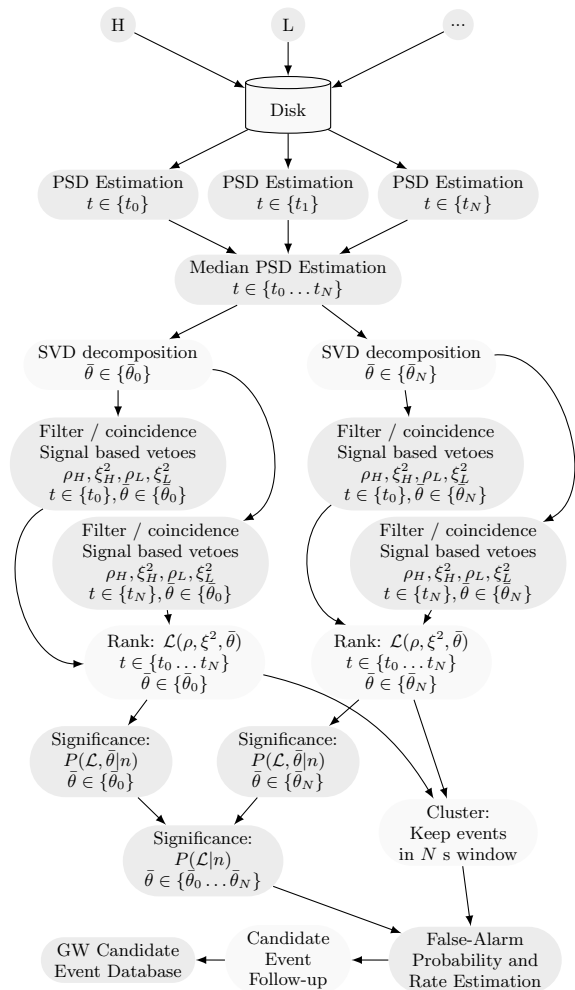 H
L
...
Disk
PSD Estimation
t ∈ {t₀}
PSD Estimation
t ∈ {t₁}
PSD Estimation
t ∈ {t_N}
Median PSD Estimation
t ∈ {t₀ … t_N}
SVD decomposition
θ̄ ∈ {θ̄₀}
SVD decomposition
θ̄ ∈ {θ̄_N}
Filter / coincidence
Signal based vetoes
ρ_H, ξ²_H, ρ_L, ξ²_L
t ∈ {t₀}, θ̄ ∈ {θ̄₀}
Filter / coincidence
Signal based vetoes
ρ_H, ξ²_H, ρ_L, ξ²_L
t ∈ {t₀}, θ̄ ∈ {θ̄_N}
Filter / coincidence
Signal based vetoes
ρ_H, ξ²_H, ρ_L, ξ²_L
t ∈ {t_N}, θ̄ ∈ {θ̄₀}
Filter / coincidence
Signal based vetoes
ρ_H, ξ²_H, ρ_L, ξ²_L
t ∈ {t_N}, θ̄ ∈ {θ̄_N}
Rank: ℒ(ρ, ξ², θ̄)
t ∈ {t₀ … t_N}
θ̄ ∈ {θ̄₀}
Rank: ℒ(ρ, ξ², θ̄)
t ∈ {t₀ … t_N}
θ̄ ∈ {θ̄_N}
Significance:
P(ℒ, θ̄|n)
θ̄ ∈ {θ̄₀}
Significance:
P(ℒ, θ̄|n)
θ̄ ∈ {θ̄_N}
Cluster:
Keep events
in N s window
Significance:
P(ℒ|n)
θ̄ ∈ {θ̄₀ … θ̄_N}
GW Candidate
Event Database
Candidate
Event
Follow-up
False-Alarm
Probability and
Rate Estimation